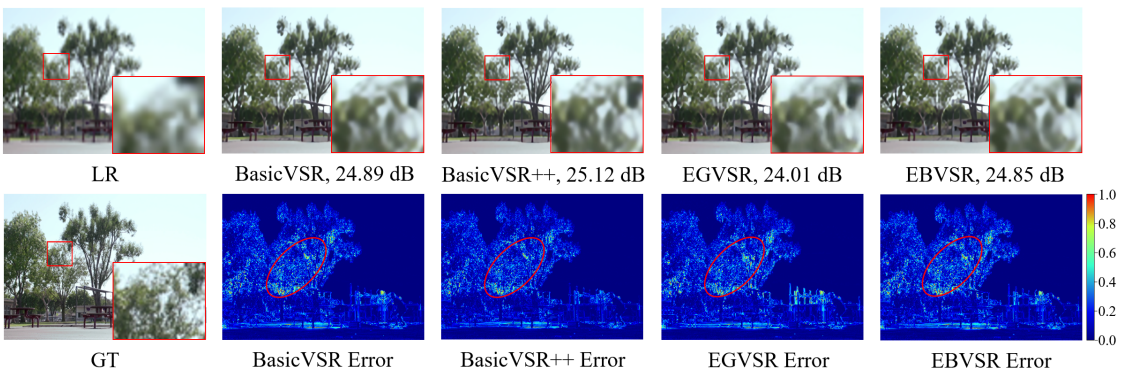 LR
BasicVSR, 24.89 dB
BasicVSR++, 25.12 dB
EGVSR, 24.01 dB
EBVSR, 24.85 dB
1.0
0.8
0.6
0.4
0.2
0.0
GT
BasicVSR Error
BasicVSR++ Error
EGVSR Error
EBVSR Error